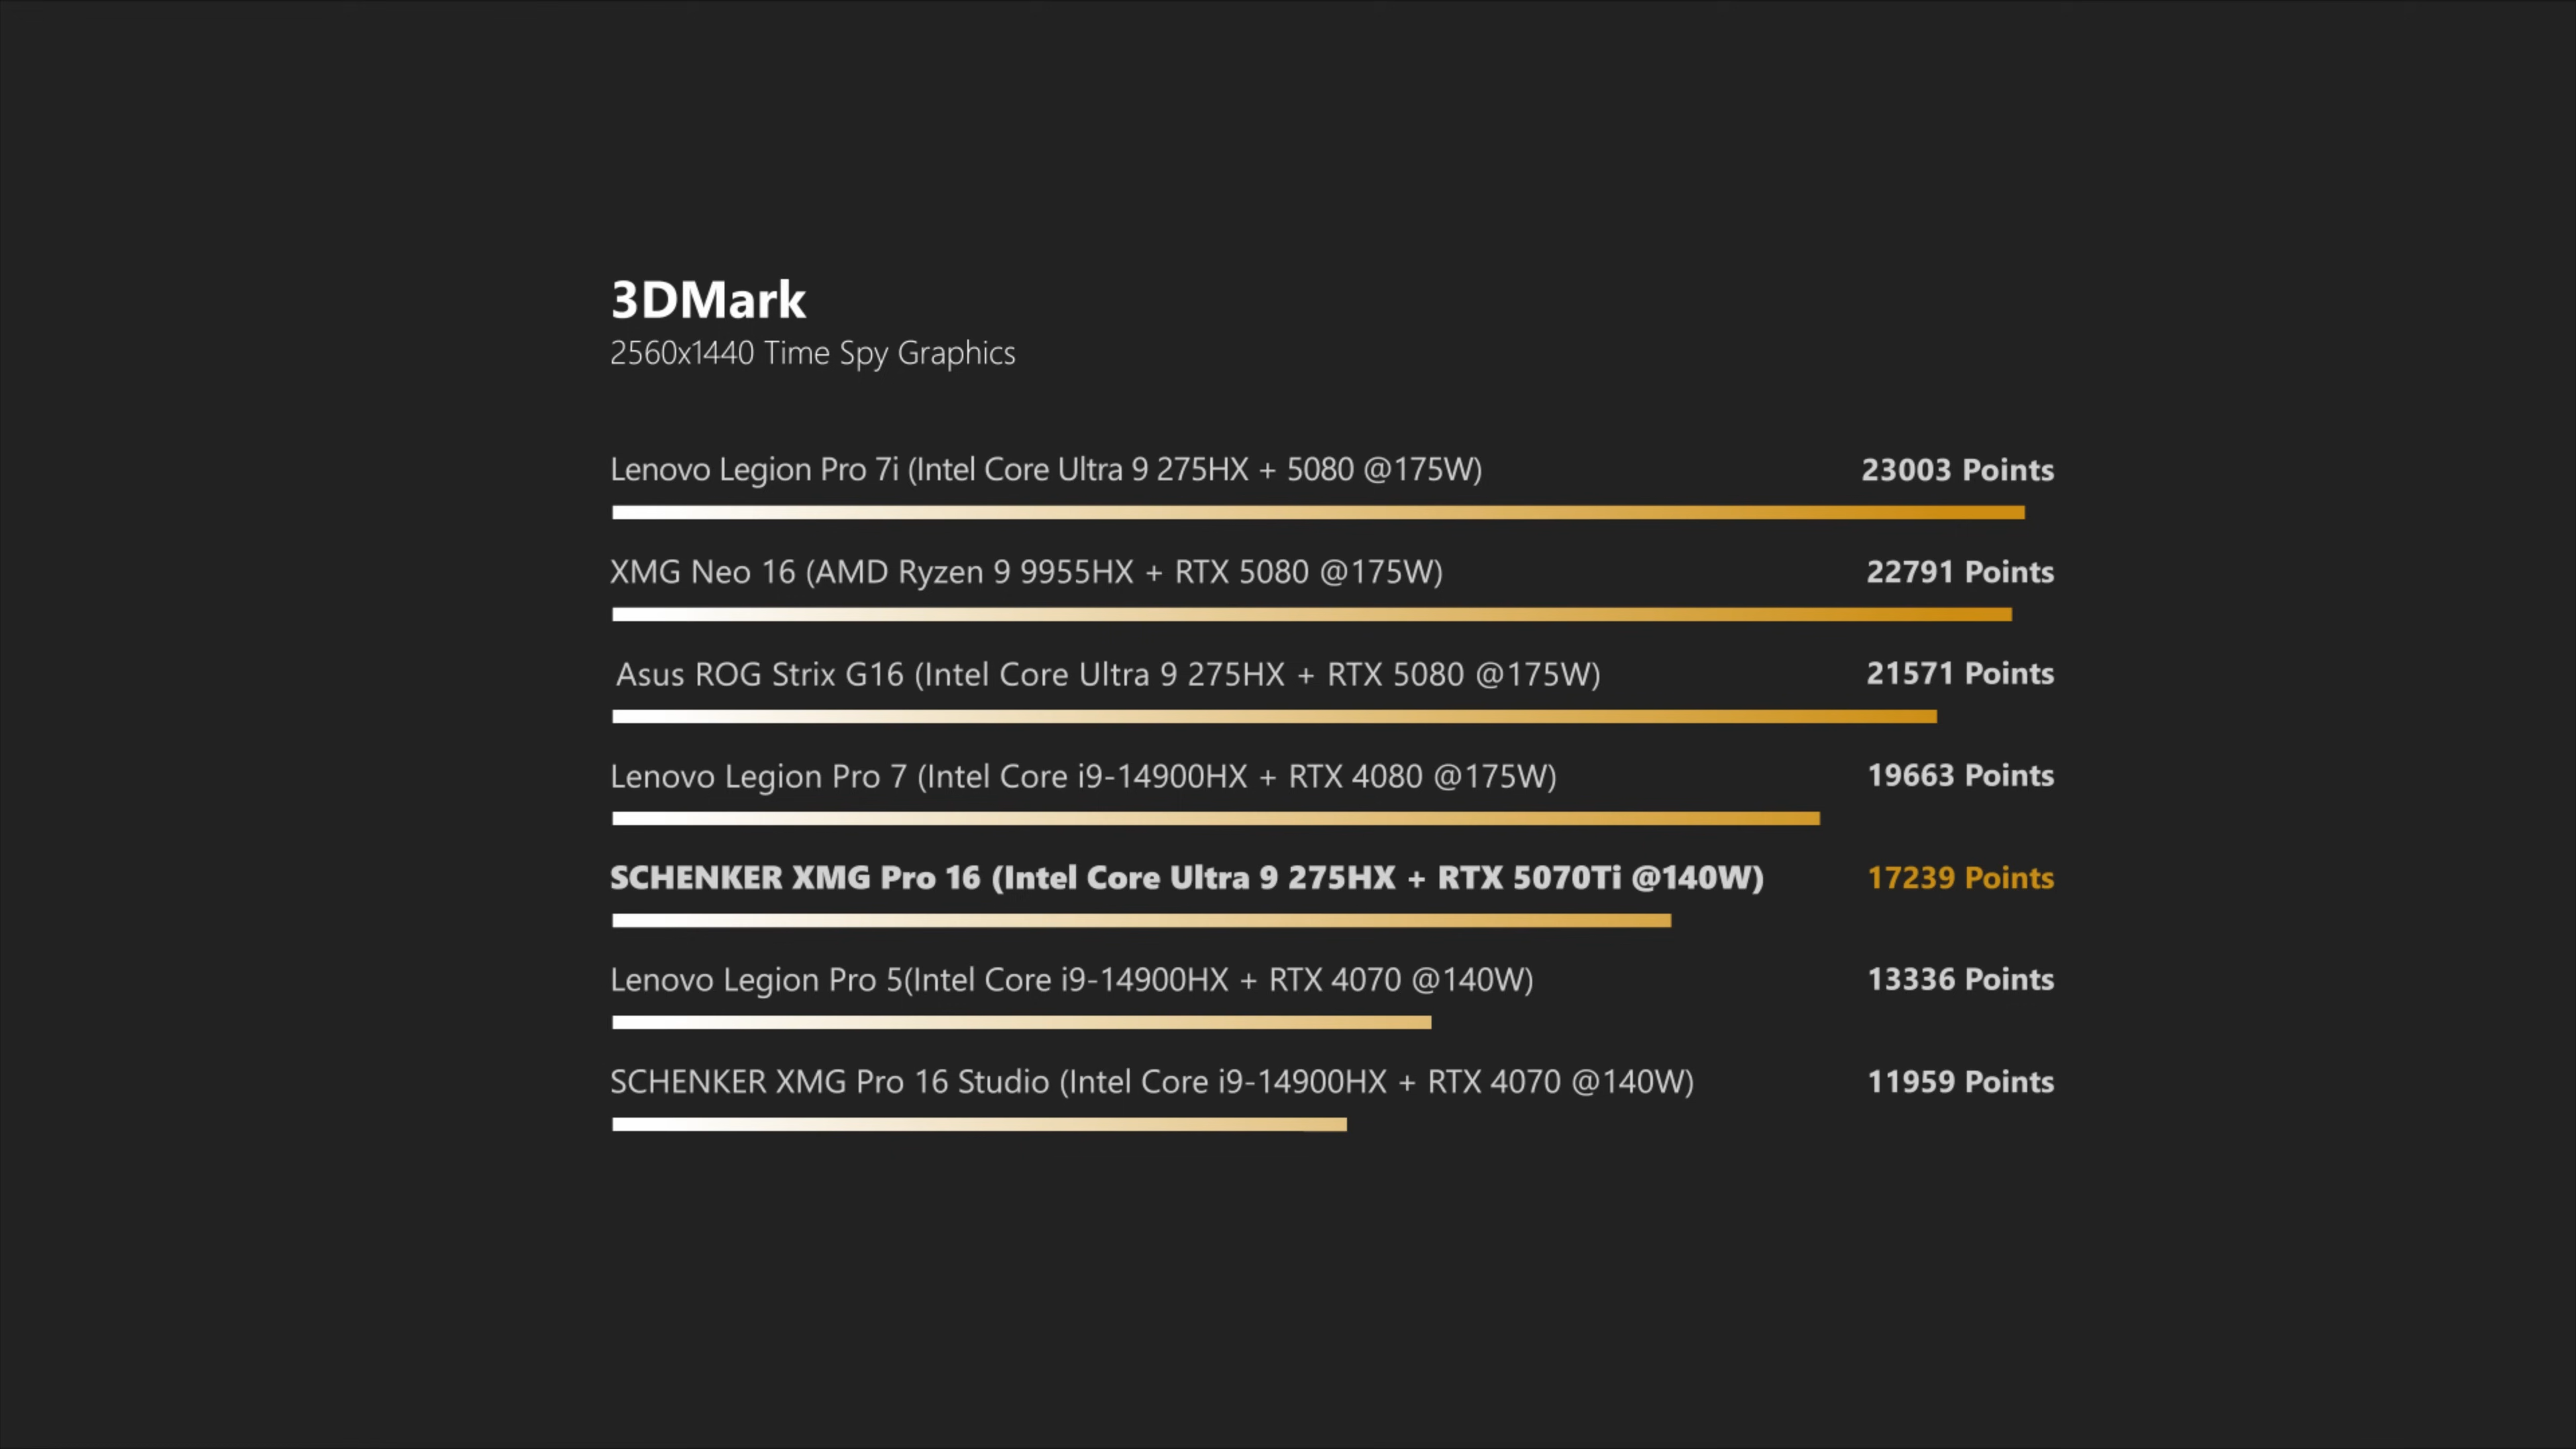 3DMark
2560x1440 Time Spy Graphics
Lenovo Legion Pro 7i (Intel Core Ultra 9 275HX + 5080 @175W) 23003 Points
XMG Neo 16 (AMD Ryzen 9 9955HX + RTX 5080 @175W) 22791 Points
Asus ROG Strix G16 (Intel Core Ultra 9 275HX + RTX 5080 @175W) 21571 Points
Lenovo Legion Pro 7 (Intel Core i9-14900HX + RTX 4080 @175W) 19663 Points
SCHENKER XMG Pro 16 (Intel Core Ultra 9 275HX + RTX 5070Ti @140W) 17239 Points
Lenovo Legion Pro 5(Intel Core i9-14900HX + RTX 4070 @140W) 13336 Points
SCHENKER XMG Pro 16 Studio (Intel Core i9-14900HX + RTX 4070 @140W) 11959 Points